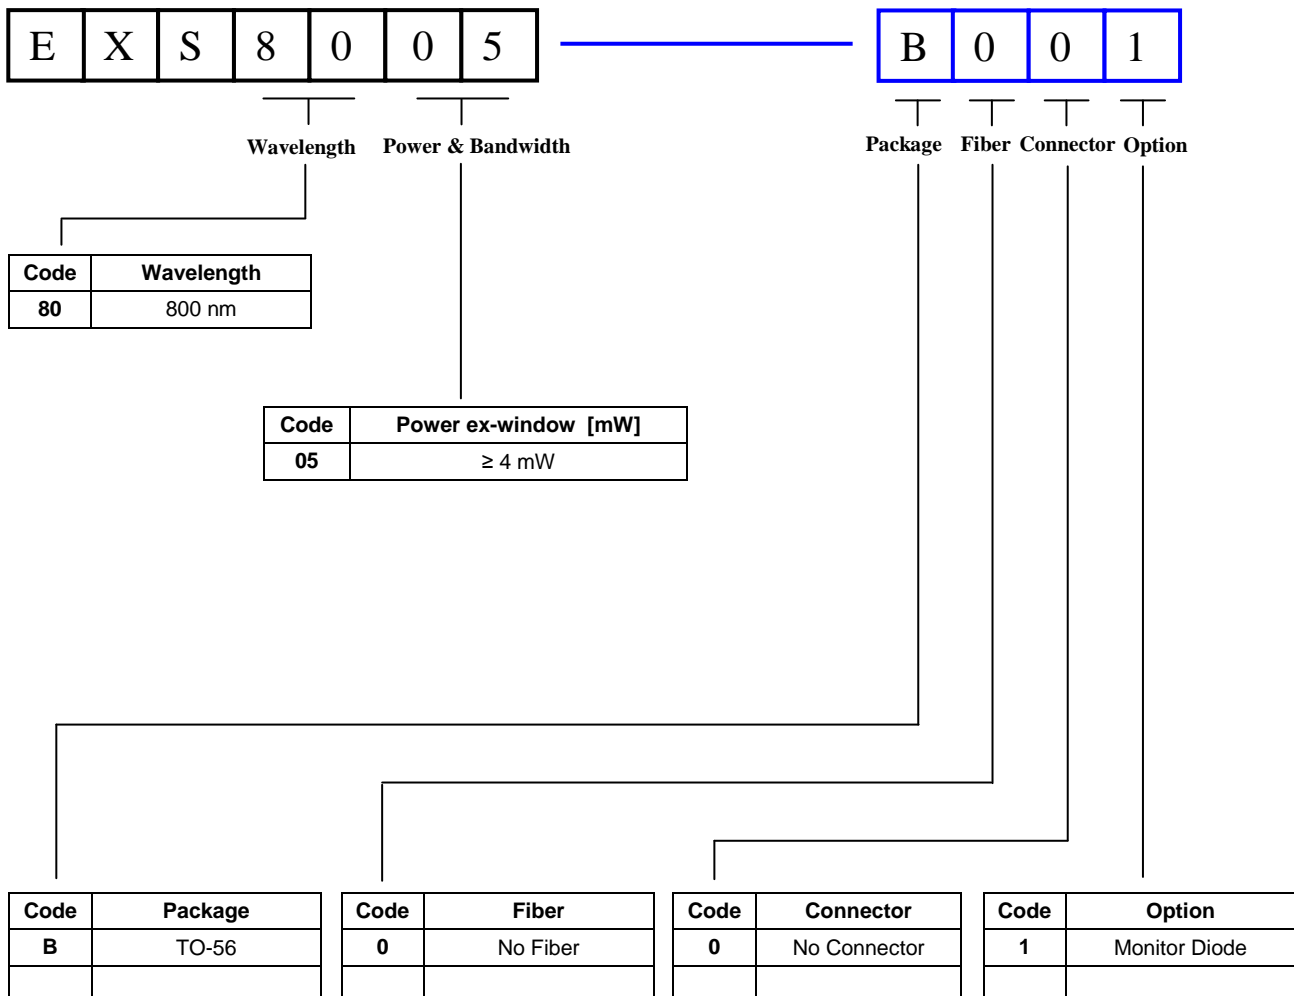 E X S 8 0 0 5 B 0 0 1
Wavelength Power & Bandwidth Package Fiber Connector Option
Code Wavelength
80 800 nm
Code Power ex-window [mW]
05 ≥ 4 mW
Code Package Code Fiber Code Connector Code Option
B TO-56 0 No Fiber 0 No Connector 1 Monitor Diode